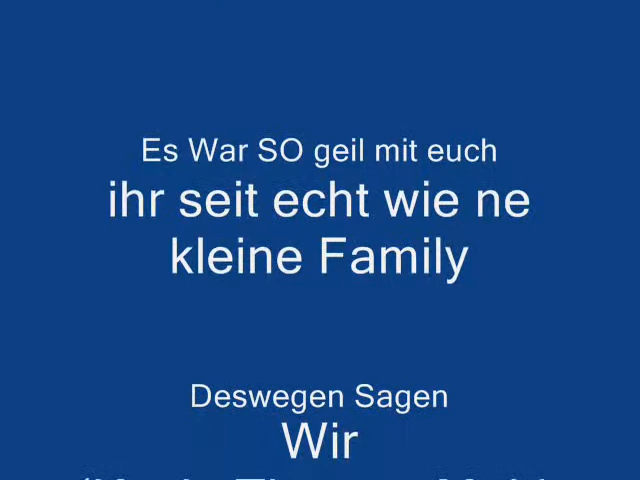 Es War SO geil mit euch
ihr seit echt wie ne
kleine Family
Deswegen Sagen
Wir